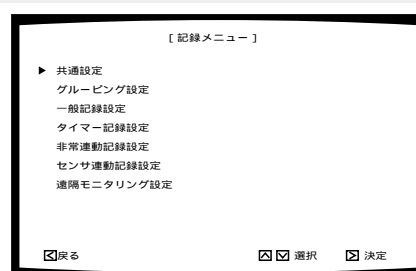 [記録メニュー]
▶ 共通設定
グルーピング設定
一般記録設定
タイマー記録設定
非常連動記録設定
センサ連動記録設定
遠隔モニタリング設定
戻る 選択 決定